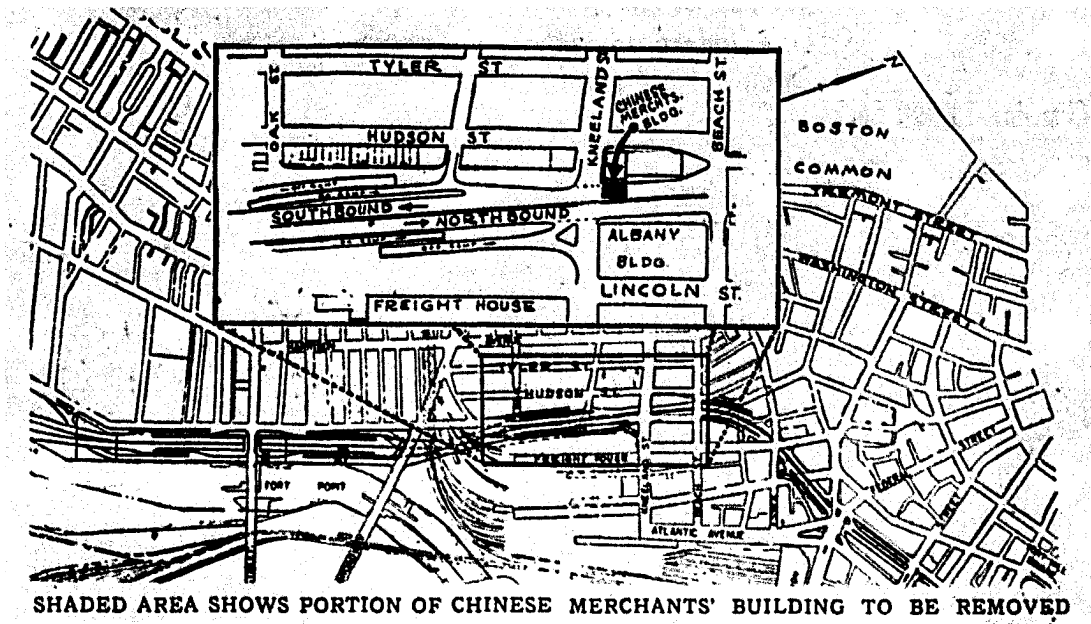 TYLER ST
OAK ST.
KNEELAND ST
CHINESE
MERCHTS.
BLDG.
BEACH ST.
HUDSON ST
SOUTHBOUND
NORTHBOUND
ALBANY
BLDG.
LINCOLN ST.
FREIGHT HOUSE
N
BOSTON
COMMON
TREMONT STREET
WASHINGTON STREET
TYLER ST
HUDSON ST.
FREIGHT HOUSE
FORT POINT
STREET
ATLANTIC AVENUE
SHADED AREA SHOWS PORTION OF CHINESE MERCHANTS' BUILDING TO BE REMOVED